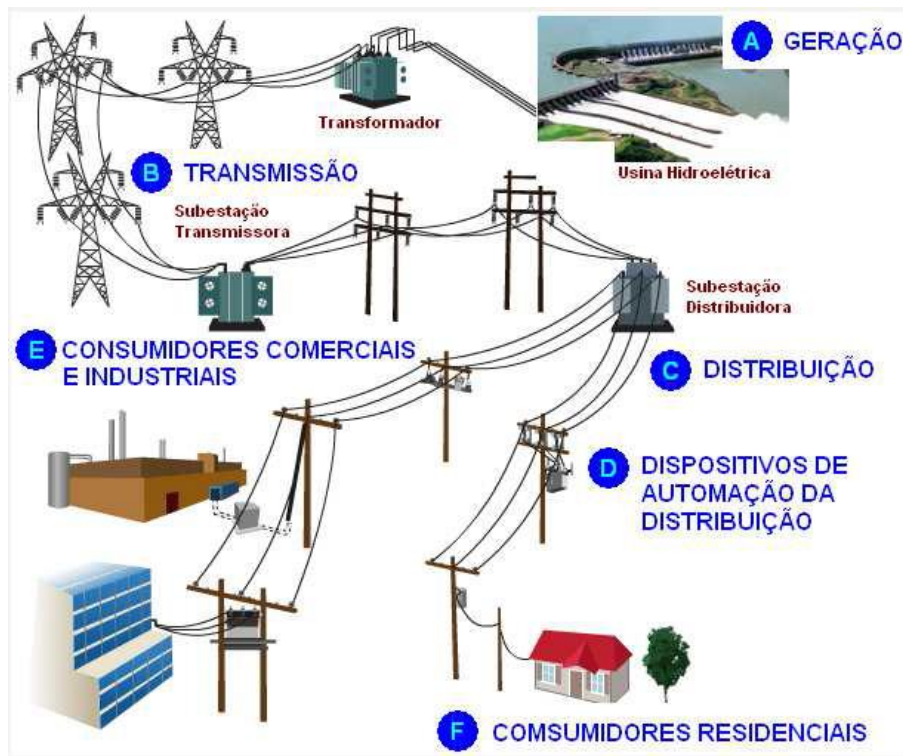 A GERAÇÃO
Transformador
Usina Hidroelétrica
B TRANSMISSÃO
Subestação
Transmissora
Subestação
Distribuidora
E CONSUMIDORES COMERCIAIS
E INDUSTRIAIS
C DISTRIBUIÇÃO
D DISPOSITIVOS DE
AUTOMAÇÃO DA
DISTRIBUIÇÃO
F COMSUMIDORES RESIDENCIAIS